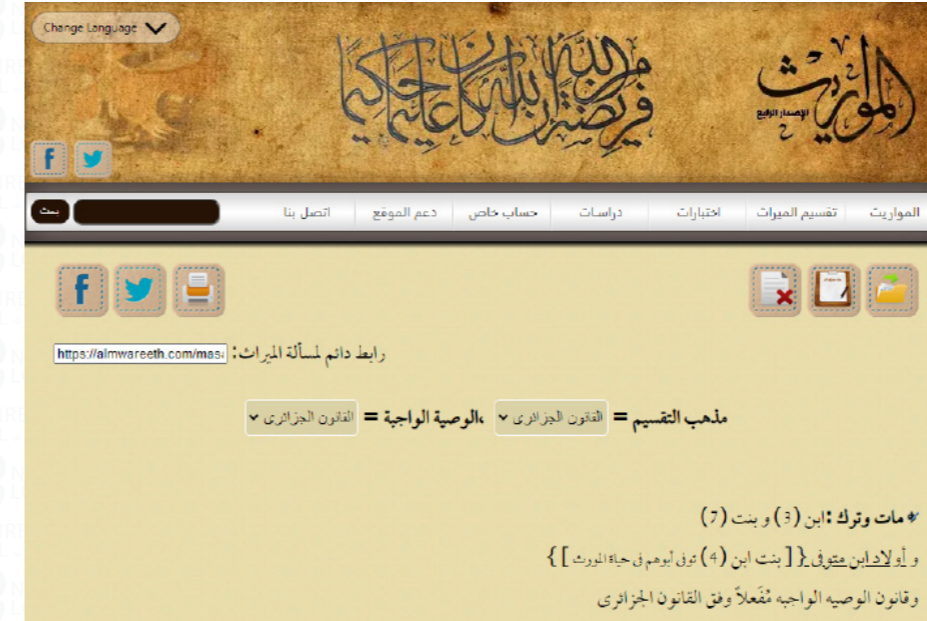 Change Language
فريضة من الله إن الله كان عليما حكيما
المواريث
الإصدار الرابع
المواريث تقسيم الميراث اختبارات دراسات حساب خاص دعم الموقع اتصل بنا بحث
رابط دائم لمسألة الميراث: https://almwareeth.com/mas
مذهب التقسيم = القانون الجزائرى ،الوصية الواجبة = القانون الجزائرى
مات وترك :ابن (3) و بنت (7)
و أولاد ابن متوفى {[ بنت ابن (4) توفى أبوهم فى حياة المورث ]}
وقانون الوصيه الواجبه مُفَعلاً وفق القانون الجزائرى